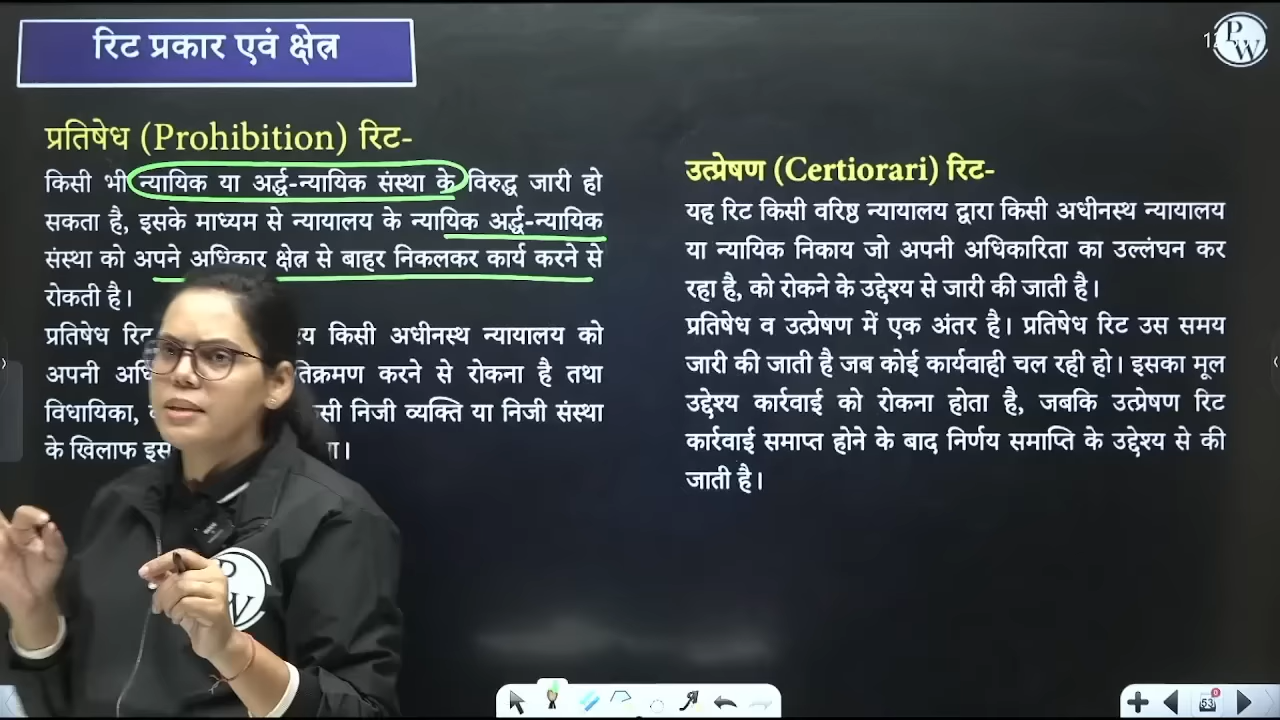 रिट प्रकार एवं क्षेत्र
PW
प्रतिषेध (Prohibition) रिट-
किसी भी न्यायिक या अर्द्ध-न्यायिक संस्था के विरुद्ध जारी हो
सकता है, इसके माध्यम से न्यायालय के न्यायिक अर्द्ध-न्यायिक
संस्था को अपने अधिकार क्षेत्र से बाहर निकलकर कार्य करने से
रोकती है।
प्रतिषेध रिट किसी अधीनस्थ न्यायालय को
अपनी करने से रोकना है तथा
विधायिका, निजी व्यक्ति या निजी संस्था
के खिलाफ
उत्प्रेषण (Certiorari) रिट-
यह रिट किसी वरिष्ठ न्यायालय द्वारा किसी अधीनस्थ न्यायालय
या न्यायिक निकाय जो अपनी अधिकारिता का उल्लंघन कर
रहा है, को रोकने के उद्देश्य से जारी की जाती है।
प्रतिषेध व उत्प्रेषण में एक अंतर है। प्रतिषेध रिट उस समय
जारी की जाती है जब कोई कार्यवाही चल रही हो। इसका मूल
उद्देश्य कार्रवाई को रोकना होता है, जबकि उत्प्रेषण रिट
कार्रवाई समाप्त होने के बाद निर्णय समाप्ति के उद्देश्य से की
जाती है।
PW
53